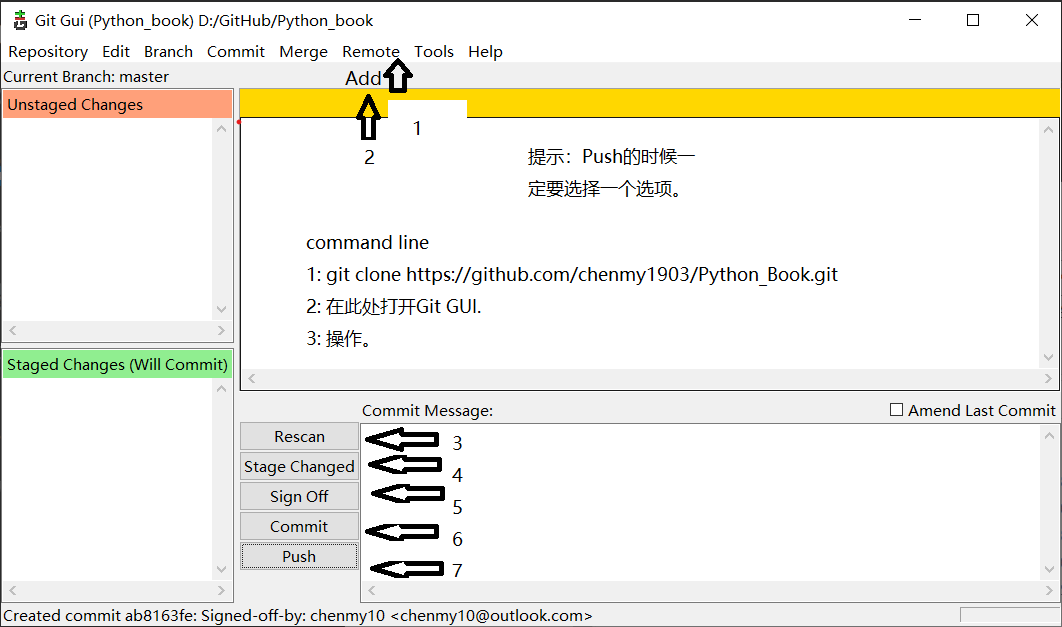 Git Gui (Python_book) D:/GitHub/Python_book
Repository Edit Branch Commit Merge Remote Tools Help
Current Branch: master
Add
Unstaged Changes
1
2
提示：Push的时候一
定要选择一个选项。
command line
1: git clone https://github.com/chenmy1903/Python_Book.git
2: 在此处打开Git GUI.
3: 操作。
Staged Changes (Will Commit)
Commit Message:
Amend Last Commit
Rescan
3
Stage Changed
4
Sign Off
5
Commit
6
Push
7
Created commit ab8163fe: Signed-off-by: chenmy10 <chenmy10@outlook.com>